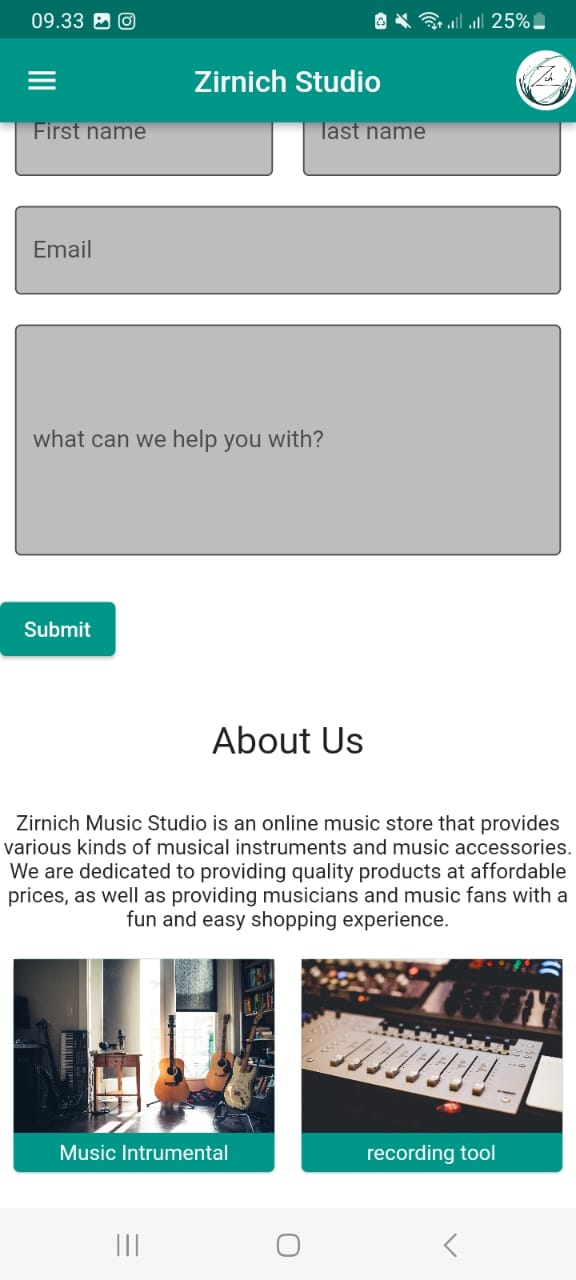 09.33
25%
Zirnich Studio
First name
last name
Email
what can we help you with?
Submit
About Us
Zirnich Music Studio is an online music store that provides
various kinds of musical instruments and music accessories.
We are dedicated to providing quality products at affordable
prices, as well as providing musicians and music fans with a
fun and easy shopping experience.
Music Intrumental
recording tool